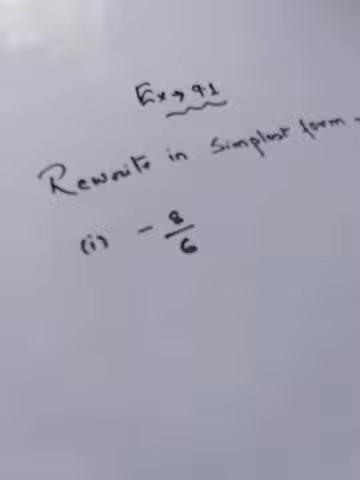 Ex → 9.1
Rewrite in simplest form.
(i) - 8/6